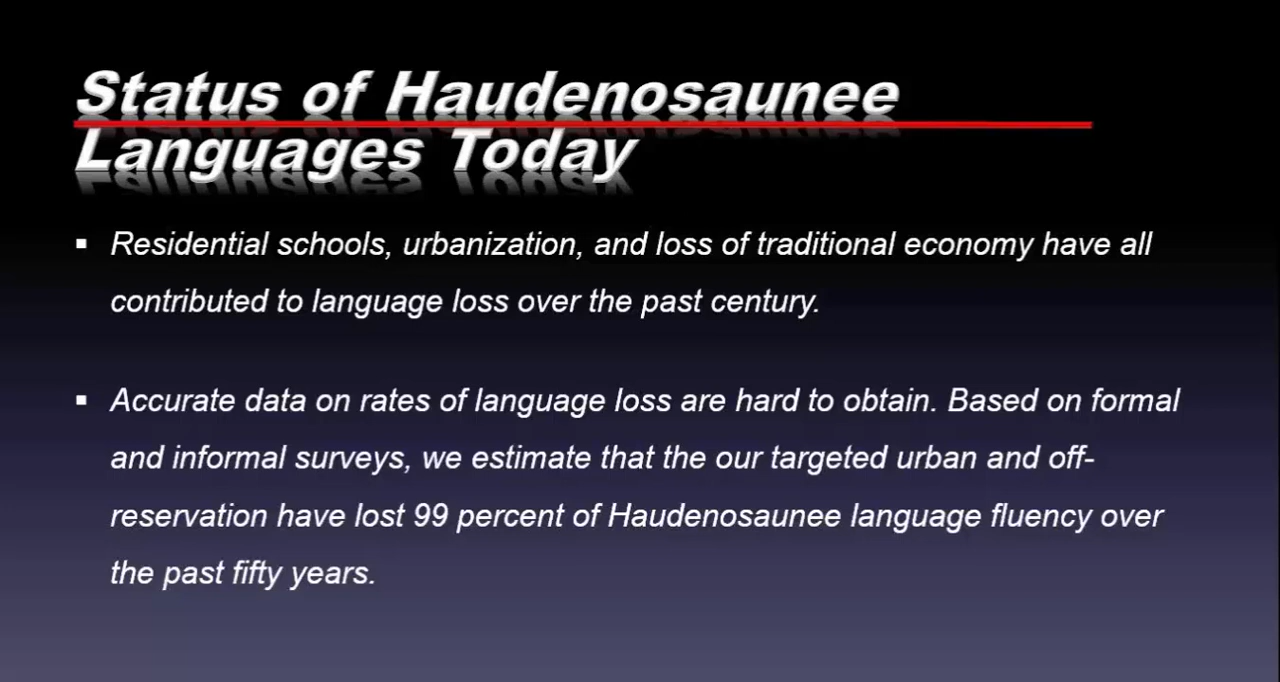 Status of Haudenosaunee
Languages Today
▪ Residential schools, urbanization, and loss of traditional economy have all
contributed to language loss over the past century.
▪ Accurate data on rates of language loss are hard to obtain. Based on formal
and informal surveys, we estimate that the our targeted urban and off-
reservation have lost 99 percent of Haudenosaunee language fluency over
the past fifty years.